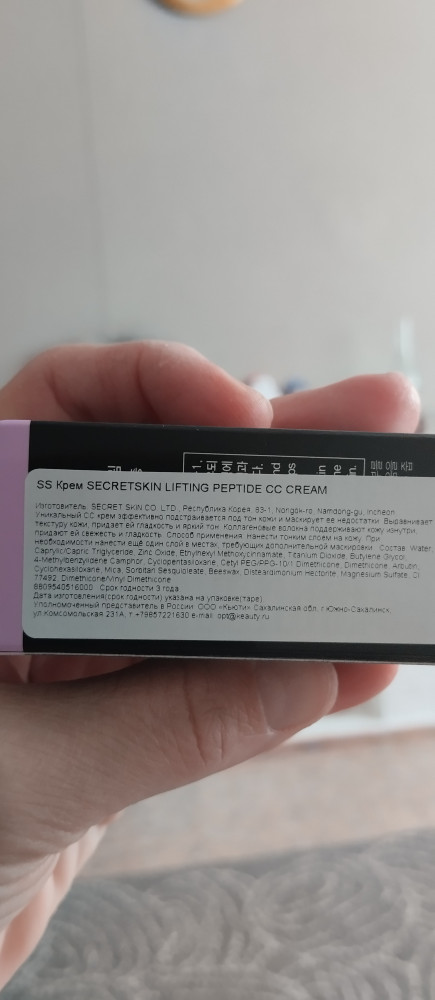 SS Крем SECRETSKIN LIFTING PEPTIDE CC CREAM
Изготовитель: SECRET SKIN CO. LTD., Республика Корея, 83-1, Nongok-ro, Namdong-gu, Incheon
Уникальный СС крем эффективно подстраивается под тон кожи и маскирует ее недостатки. Выравнивает
текстуру кожи, придает ей гладкость и яркий тон. Коллагеновые волокна поддерживают кожу изнутри,
придают ей свежесть и гладкость. Способ применения: Нанести тонким слоем на кожу. При
необходимости нанести ещё один слой в местах, требующих дополнительной маскировки. Состав: Water,
Caprylic/Capric Triglyceride, Zinc Oxide, Ethylhexyl Methoxycinnamate, Titanium Dioxide, Butylene Glycol,
4-Methylbenzylidene Camphor, Cyclopentasiloxane, Cetyl PEG/PPG-10/1 Dimethicone, Dimethicone, Arbutin,
Cyclohexasiloxane, Mica, Sorbitan Sesquioleate, Beeswax, Disteardimonium Hectorite, Magnesium Sulfate, CI
77492, Dimethicone/Vinyl Dimethicone
8809540516000 Срок годности 3 года
Дата изготовления(срок годности) указана на упаковке(таре)
Уполномоченный представитель в России: ООО «Кьюти», Сахалинская обл. г.Южно-Сахалинск,
ул.Комсомольская 231А, т.+79857221630 e-mail: opt@keauty.ru